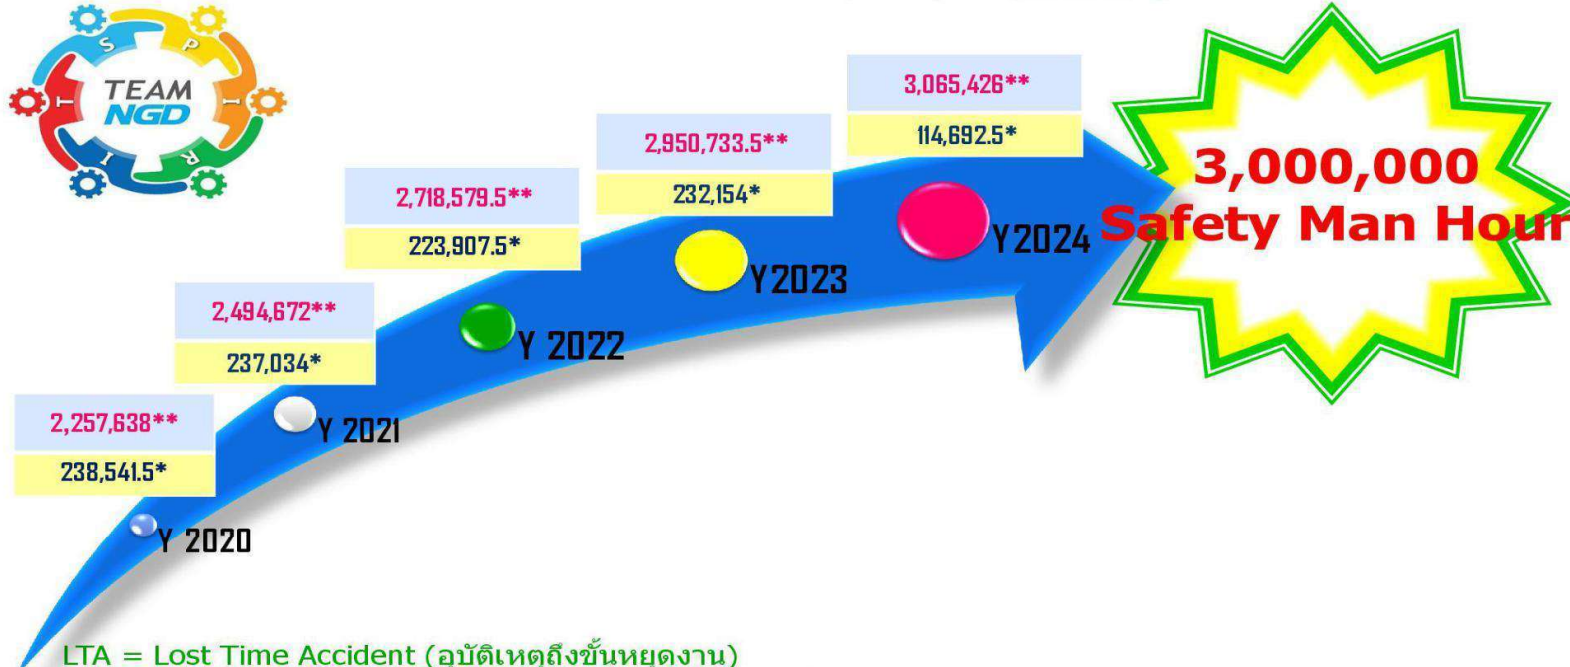 S P I R I T
TEAM
NGD
3,065,426**
114,692.5*
2,950,733.5**
232,154*
2,718,579.5**
223,907.5*
2,494,672**
237,034*
2,257,638**
238,541.5*
Y 2020
Y 2021
Y 2022
Y2023
Y2024
3,000,000
Safety Man Hour
LTA = Lost Time Accident (อุบัติเหตุถึงขั้นหยุดงาน)